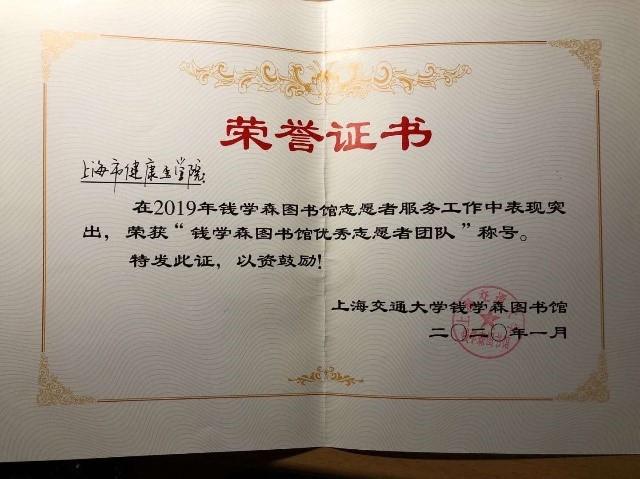 荣誉证书
上海市健康医学院:
在2019年钱学森图书馆志愿者服务工作中表现突
出，荣获“钱学森图书馆优秀志愿者团队”称号。
特发此证，以资鼓励!
上海交通大学钱学森图书馆
二〇二〇年一月